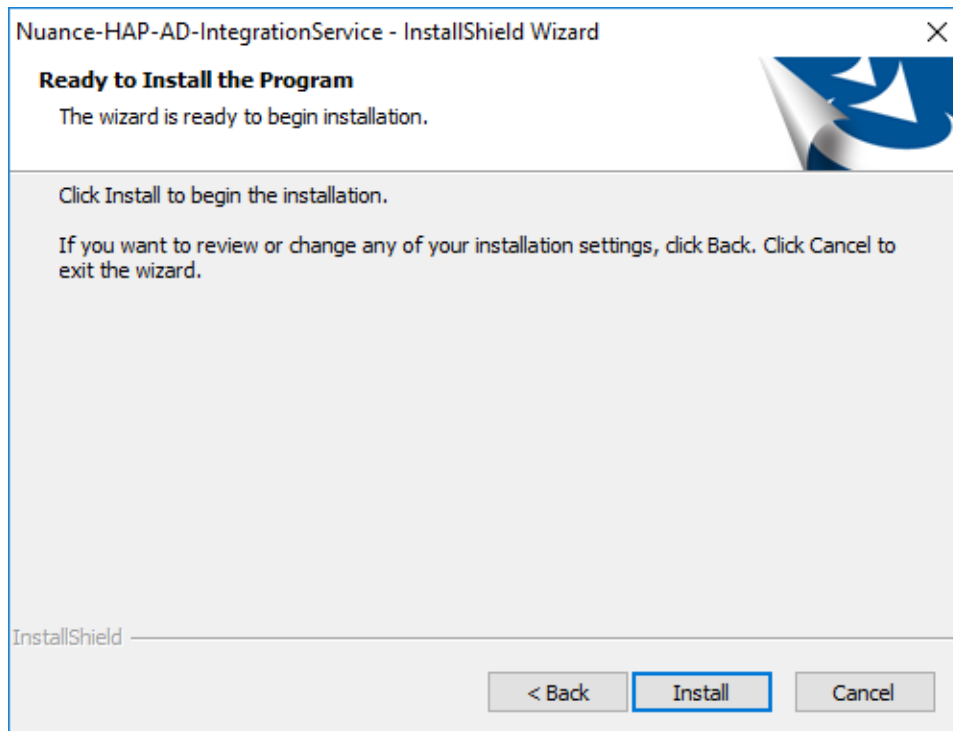 Nuance-HAP-AD-IntegrationService - InstallShield Wizard
Ready to Install the Program
The wizard is ready to begin installation.
Click Install to begin the installation.
If you want to review or change any of your installation settings, click Back. Click Cancel to
exit the wizard.
InstallShield
< Back
Install
Cancel